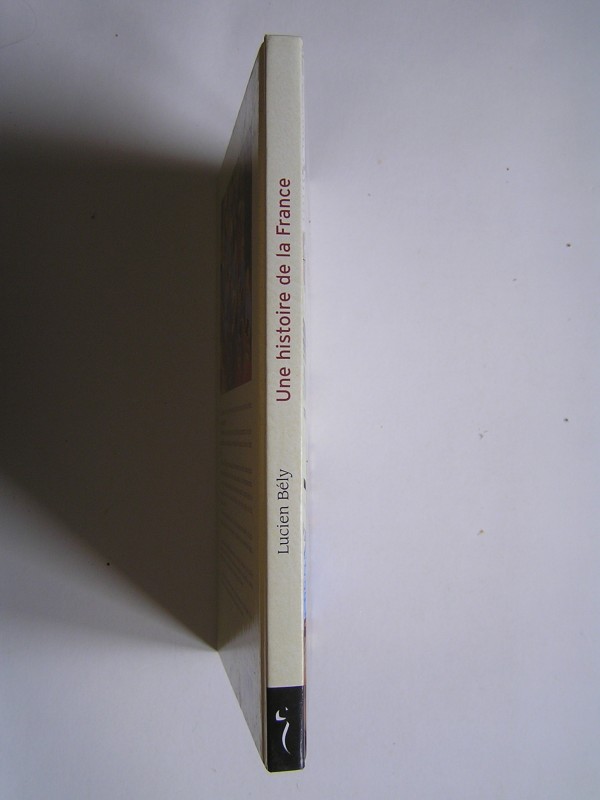 Lucien Bély
Une histoire de la France